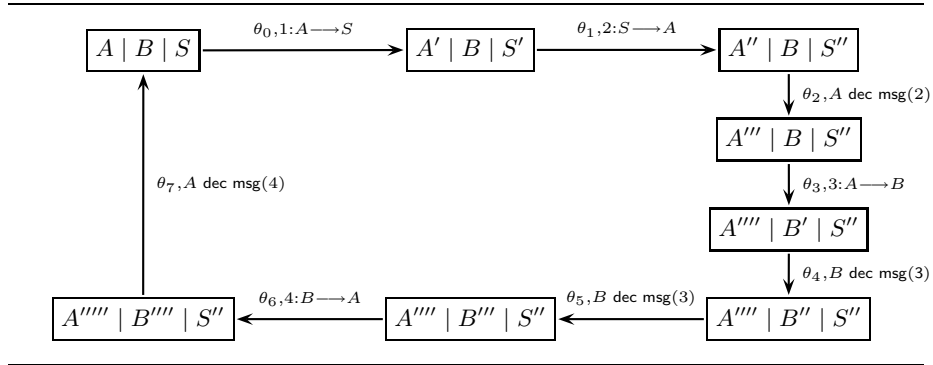 A | B | S
θ₀,1:A⟶S
A′ | B | S′
θ₁,2:S⟶A
A′′ | B | S′′
θ₂,A dec msg(2)
A′′′ | B | S′′
θ₃,3:A⟶B
A′′′′ | B′ | S′′
θ₄,B dec msg(3)
A′′′′ | B′′ | S′′
θ₅,B dec msg(3)
A′′′′ | B′′′ | S′′
θ₆,4:B⟶A
A′′′′′ | B′′′′ | S′′
θ₇,A dec msg(4)